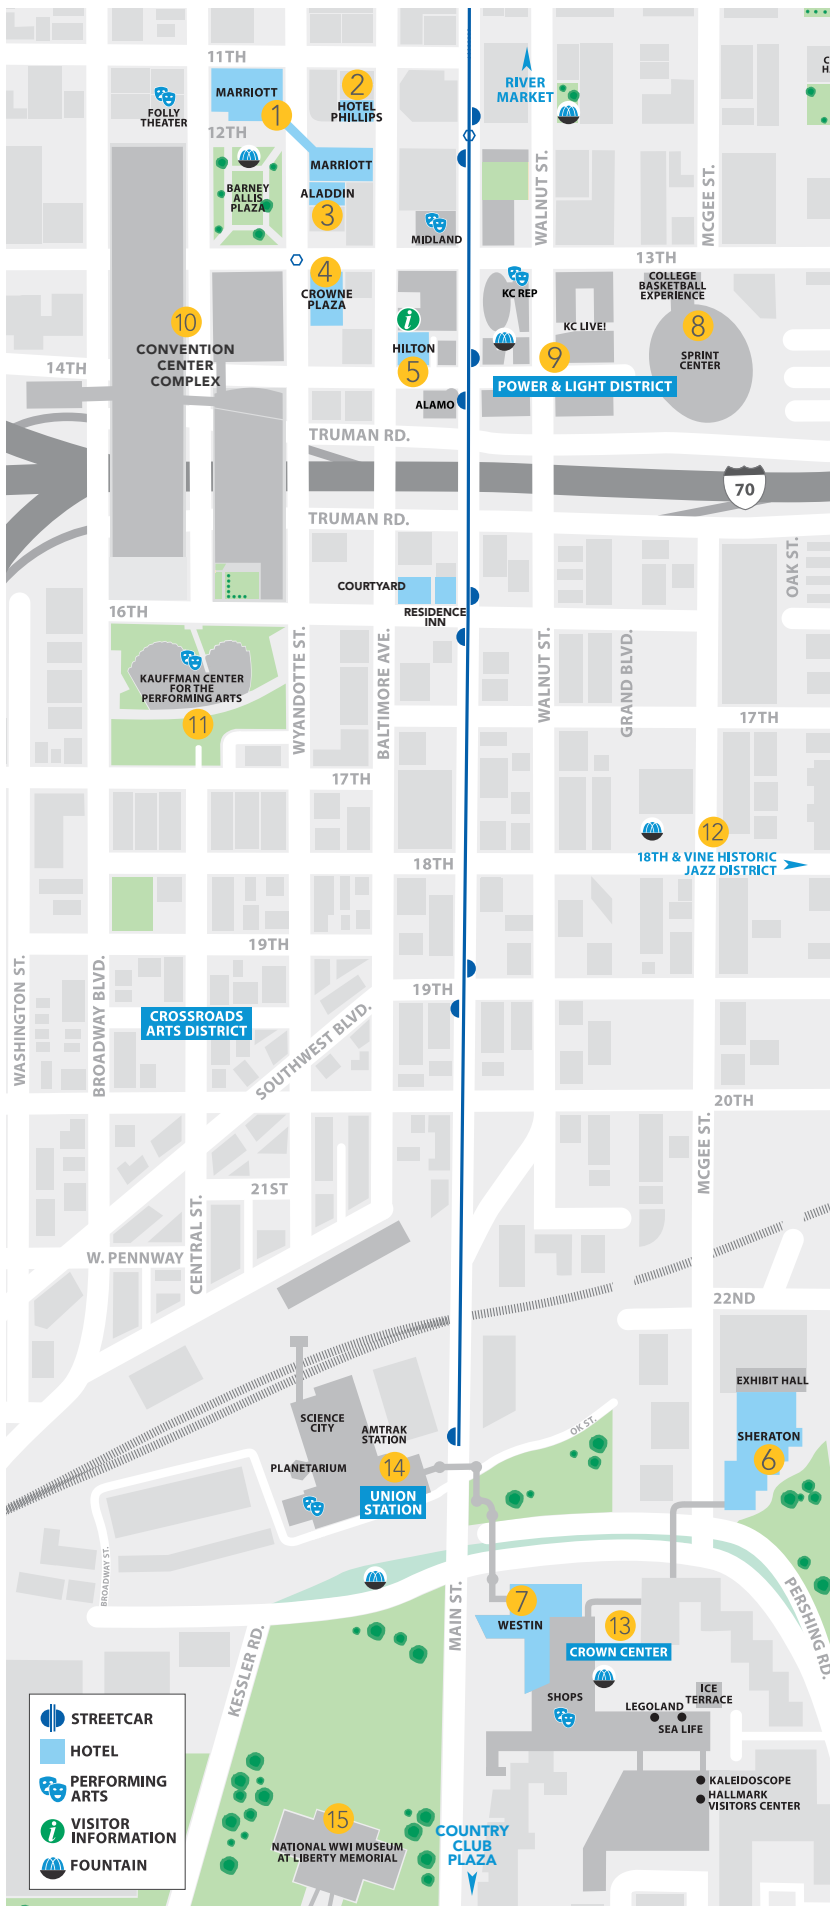 11TH
MARRIOTT
2
HOTEL
PHILLIPS
RIVER
MARKET
FOLLY
THEATER
1
12TH
MARRIOTT
BARNEY
ALLIS
PLAZA
ALADDIN
3
MIDLAND
WALNUT ST.
MCGEE ST.
13TH
4
CROWNE
PLAZA
KC REP
COLLEGE
BASKETBALL
EXPERIENCE
10
CONVENTION
CENTER
COMPLEX
i
HILTON
5
KC LIVE!
9
8
SPRINT
CENTER
14TH
POWER & LIGHT DISTRICT
ALAMO
TRUMAN RD.
70
TRUMAN RD.
OAK ST.
COURTYARD
RESIDENCE
INN
16TH
KAUFFMAN CENTER
FOR THE
PERFORMING ARTS
11
WYANDOTTE ST.
BALTIMORE AVE.
WALNUT ST.
GRAND BLVD.
17TH
17TH
12
18TH & VINE HISTORIC
JAZZ DISTRICT
18TH
19TH
19TH
WASHINGTON ST.
BROADWAY BLVD.
CROSSROADS
ARTS DISTRICT
SOUTHWEST BLVD.
20TH
MCGEE ST.
21ST
CENTRAL ST.
W. PENNWAY
22ND
EXHIBIT HALL
SHERATON
6
SCIENCE
CITY
AMTRAK
STATION
OK ST.
PLANETARIUM
14
UNION
STATION
BROADWAY ST.
PERSHING RD.
MAIN ST.
7
WESTIN
13
CROWN CENTER
KESSLER RD.
SHOPS
ICE
TERRACE
LEGOLAND
SEA LIFE
KALEIDOSCOPE
HALLMARK
VISITORS CENTER
STREETCAR
HOTEL
PERFORMING
ARTS
i
VISITOR
INFORMATION
FOUNTAIN
15
NATIONAL WWI MUSEUM
AT LIBERTY MEMORIAL
COUNTRY
CLUB
PLAZA